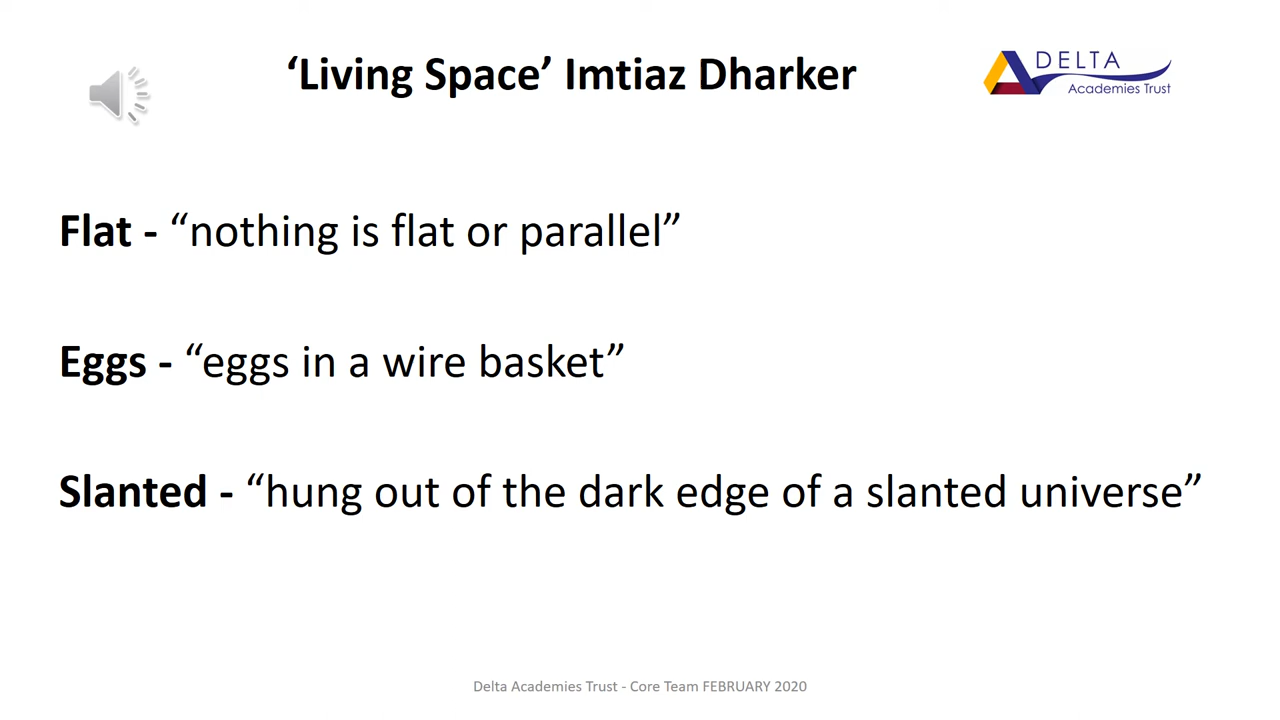 ‘Living Space’ Imtiaz Dharker
DELTA
Academies Trust
Flat - “nothing is flat or parallel”
Eggs - “eggs in a wire basket”
Slanted - “hung out of the dark edge of a slanted universe”
Delta Academies Trust - Core Team FEBRUARY 2020